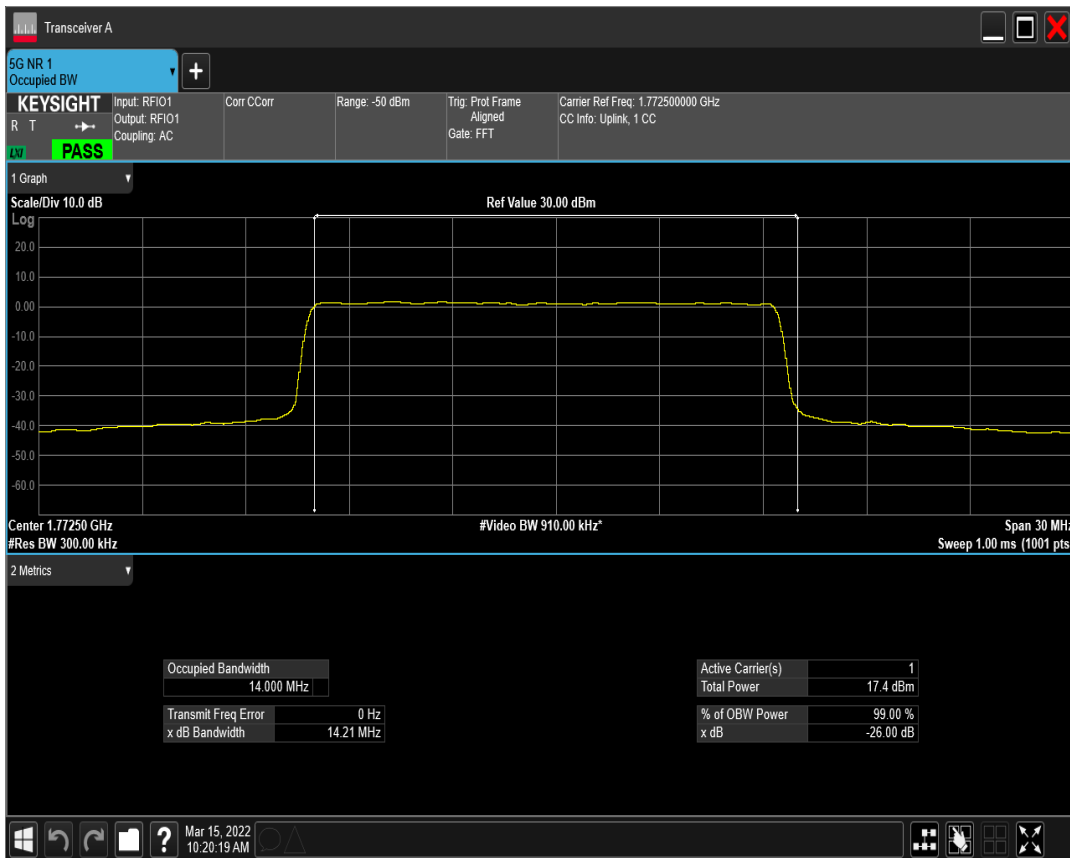 Transceiver A
5G NR 1
Occupied BW
KEYSIGHT
R T
LXI
PASS
Input: RFIO1
Output: RFIO1
Coupling: AC
Corr CCorr
Range: -50 dBm
Trig: Prot Frame
Aligned
Gate: FFT
Carrier Ref Freq: 1.772500000 GHz
CC Info: Uplink, 1 CC
1 Graph
Scale/Div 10.0 dB
Ref Value 30.00 dBm
Log
20.0
10.0
0.00
-10.0
-20.0
-30.0
-40.0
-50.0
-60.0
Center 1.77250 GHz
#Video BW 910.00 kHz*
Span 30 MHz
#Res BW 300.00 kHz
Sweep 1.00 ms (1001 pts
2 Metrics
Occupied Bandwidth
14.000 MHz
Transmit Freq Error 0 Hz
x dB Bandwidth 14.21 MHz
Active Carrier(s) 1
Total Power 17.4 dBm
% of OBW Power 99.00 %
x dB -26.00 dB
?
Mar 15, 2022
10:20:19 AM